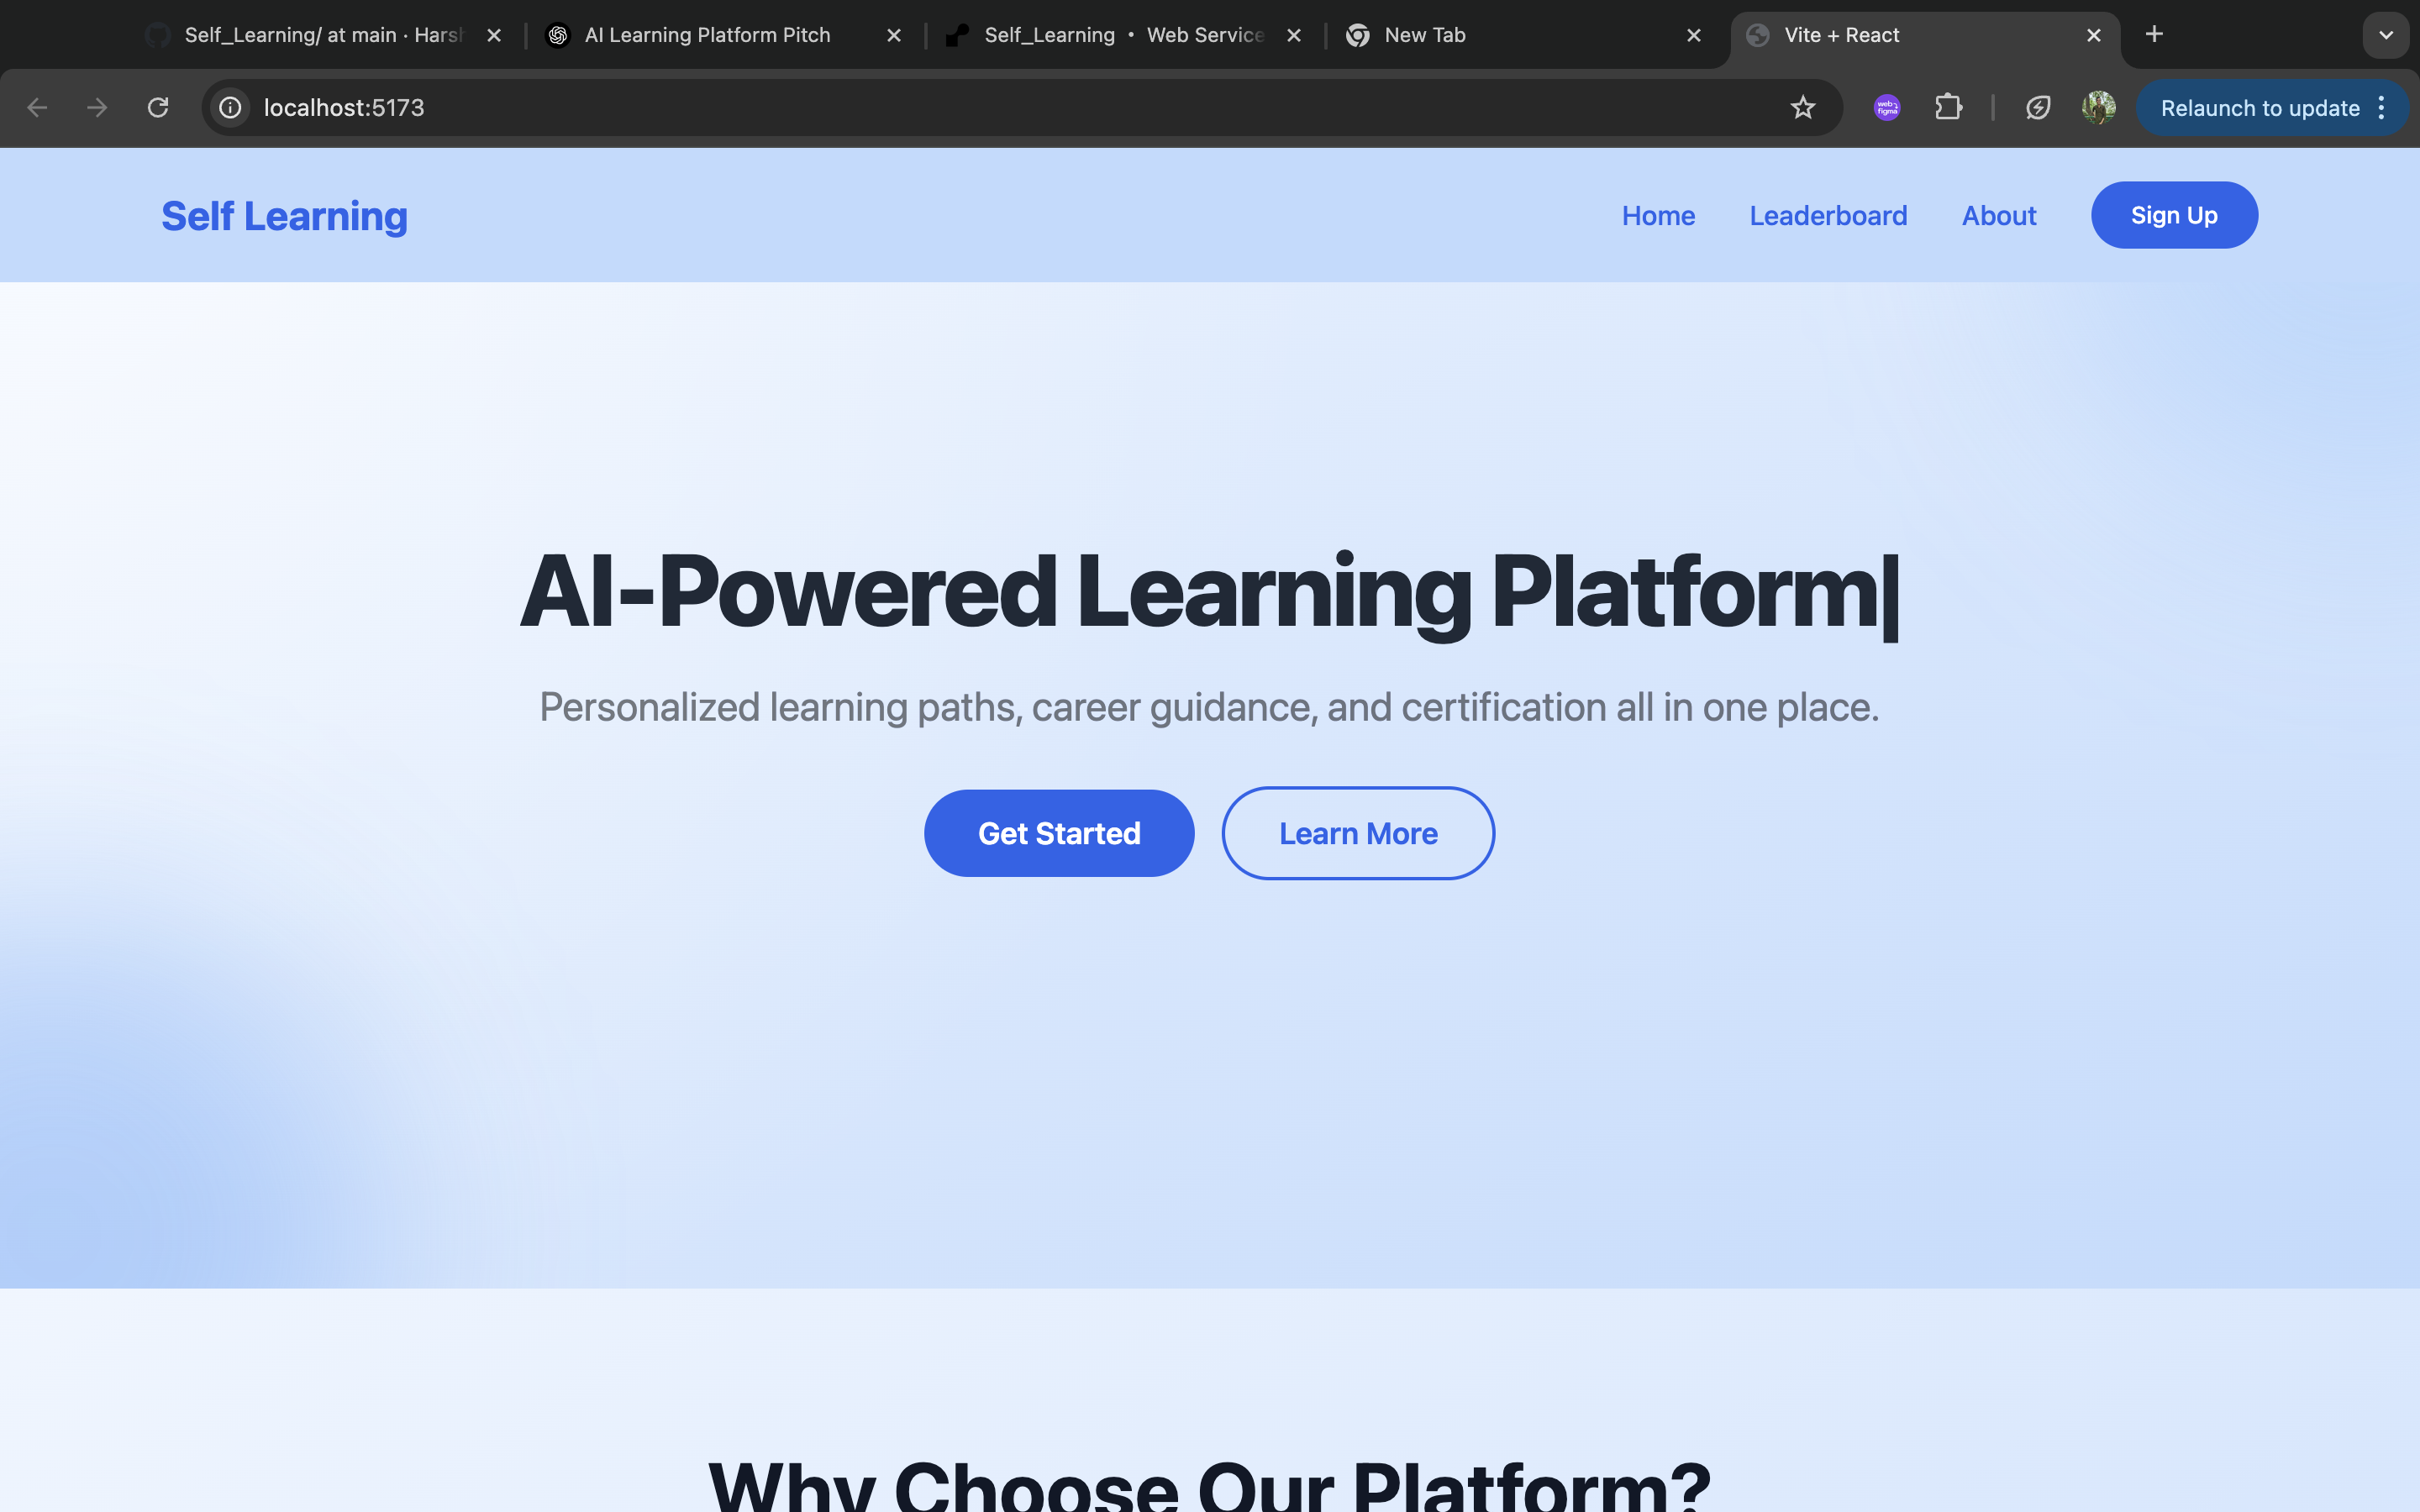 Self_Learning/ at main · Harsh
AI Learning Platform Pitch
Self_Learning • Web Service
New Tab
Vite + React
localhost:5173
web figma
Relaunch to update
Self Learning
Home
Leaderboard
About
Sign Up
AI-Powered Learning Platform|
Personalized learning paths, career guidance, and certification all in one place.
Get Started
Learn More
Why Choose Our Platform?